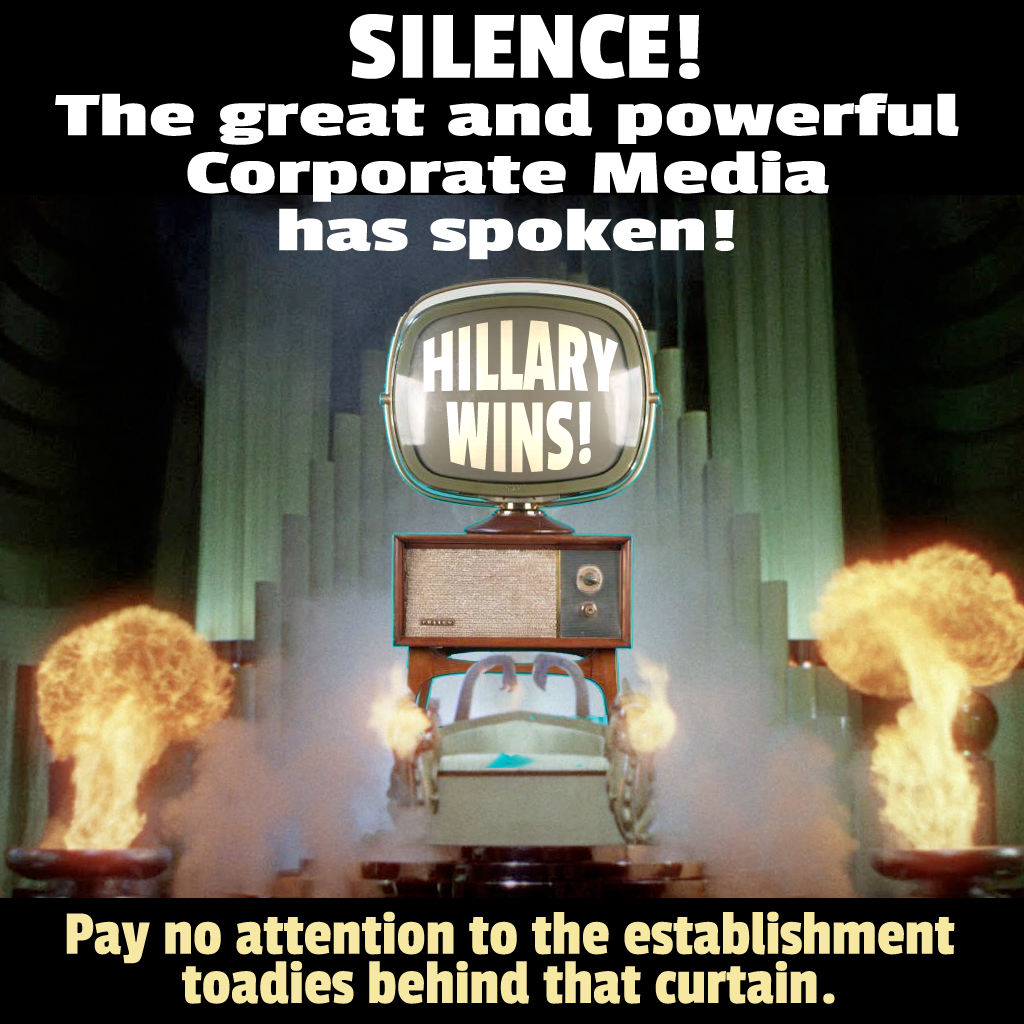 SILENCE!
The great and powerful
Corporate Media
has spoken!
HILLARY
WINS!
Pay no attention to the establishment
toadies behind that curtain.